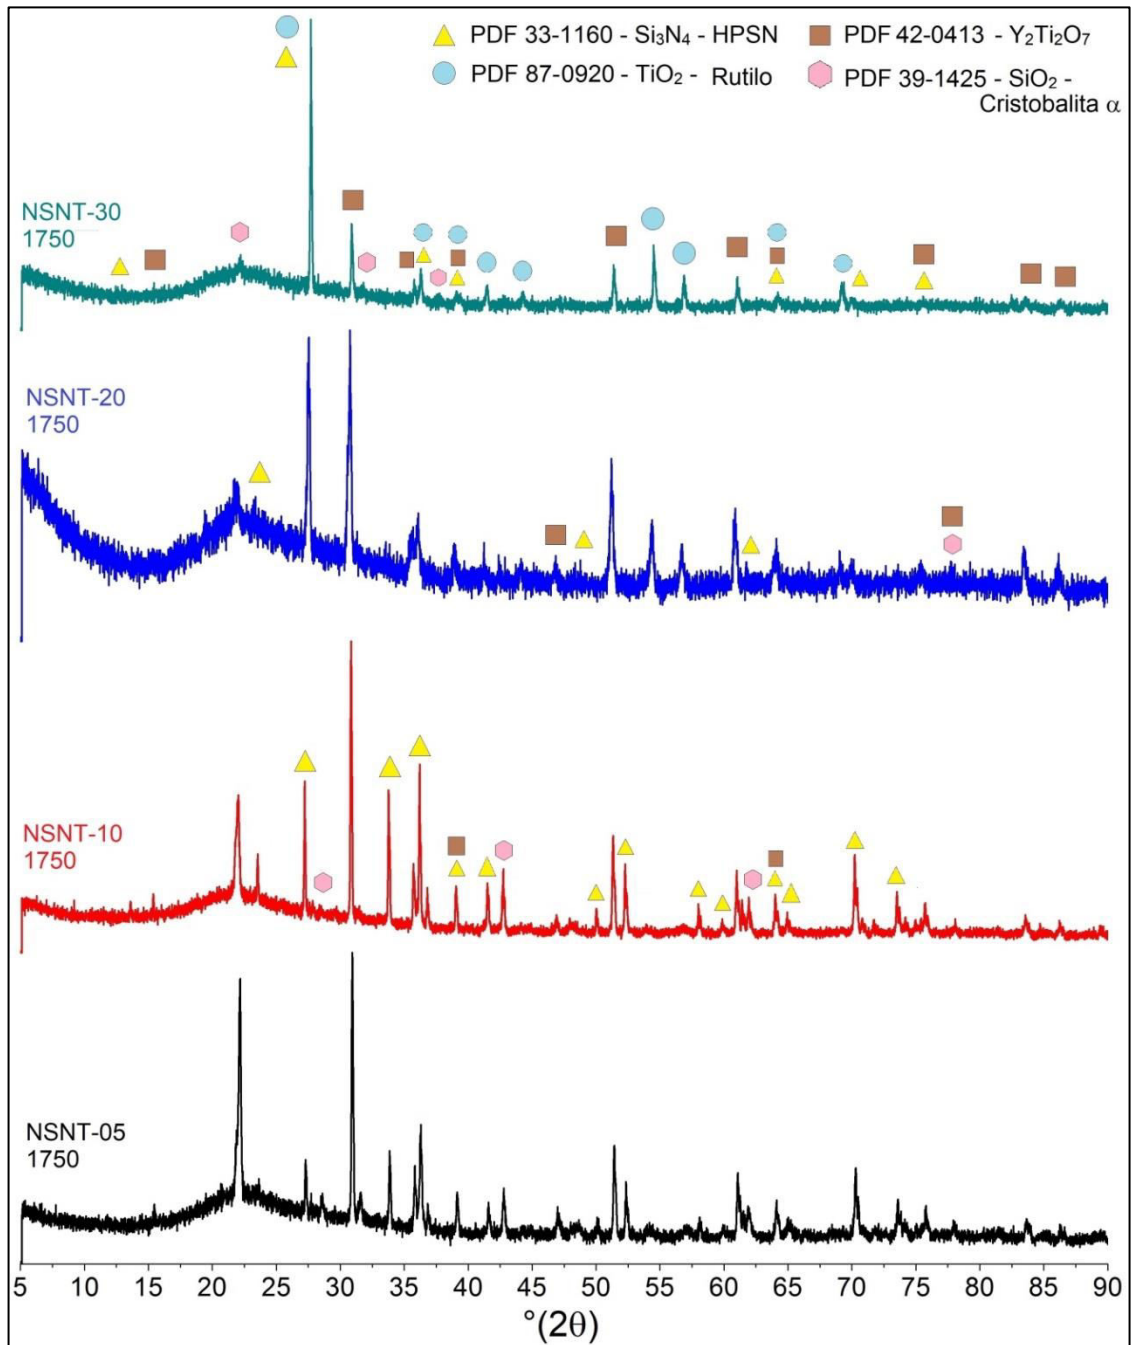 PDF 33-1160 - Si₃N₄ - HPSN
PDF 42-0413 - Y₂Ti₂O₇
PDF 87-0920 - TiO₂ - Rutilo
PDF 39-1425 - SiO₂ -
Cristobalita α
NSNT-30
1750
NSNT-20
1750
NSNT-10
1750
NSNT-05
1750
5 10 15 20 25 30 35 40 45 50 55 60 65 70 75 80 85 90
°(2θ)